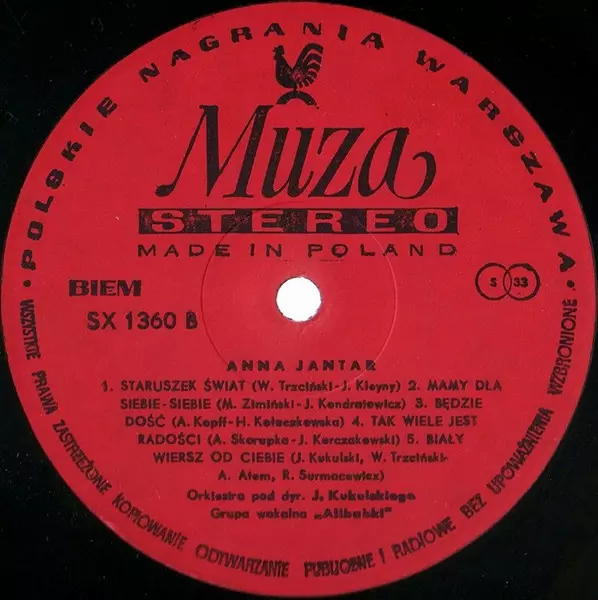 • POLSKIE NAGRANIA WARSZAWA •
Muza
STEREO
MADE IN POLAND
BIEM
S 33
SX 1360 B
ANNA JANTAR
1. STARUSZEK ŚWIAT (W. Trzciński-J. Kleyny) 2. MAMY DLA
SIEBIE-SIEBIE (M. Zimiński-J. Kondratowicz) 3. BĘDZIE
DOŚĆ (A. Kopff-H. Kołaczkowska) 4. TAK WIELE JEST
RADOŚCI (A. Skorupka-J. Korczakowski) 5. BIAŁY
WIERSZ OD CIEBIE (J. Kukulski, W. Trzciński-
A. Atem, R. Surmacewicz)
Orkiestra pod dyr. J. Kukulskiego
Grupa wokalna „Alibabki"
WSZYSTKIE PRAWA ZASTRZEŻONE KOPIOWANIE ODTWARZANIE PUBLICZNE I RADIOWE BEZ UPOWAŻNIENIA WZBRONIONE